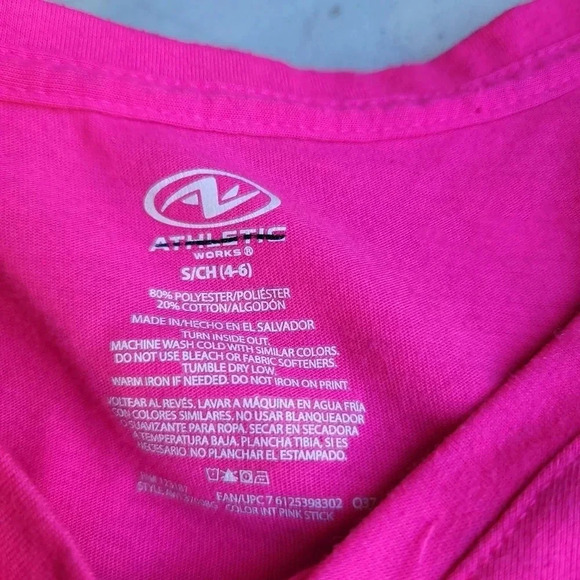 ATHLETIC
WORKS®
S/CH (4-6)
80% POLYESTER/POLIÉSTER
20% COTTON/ALGODÓN
MADE IN/HECHO EN EL SALVADOR
TURN INSIDE OUT.
MACHINE WASH COLD WITH SIMILAR COLORS.
DO NOT USE BLEACH OR FABRIC SOFTENERS.
TUMBLE DRY LOW.
WARM IRON IF NEEDED. DO NOT IRON ON PRINT.
VOLTEAR AL REVÉS. LAVAR A MÁQUINA EN AGUA FRÍA
CON COLORES SIMILARES. NO USAR BLANQUEADOR
O SUAVIZANTE PARA ROPA. SECAR EN SECADORA
A TEMPERATURA BAJA. PLANCHA TIBIA, SI ES
NECESARIO. NO PLANCHAR EL ESTAMPADO.
EAN/UPC 7 6125398302
COLOR INT PINK STICK